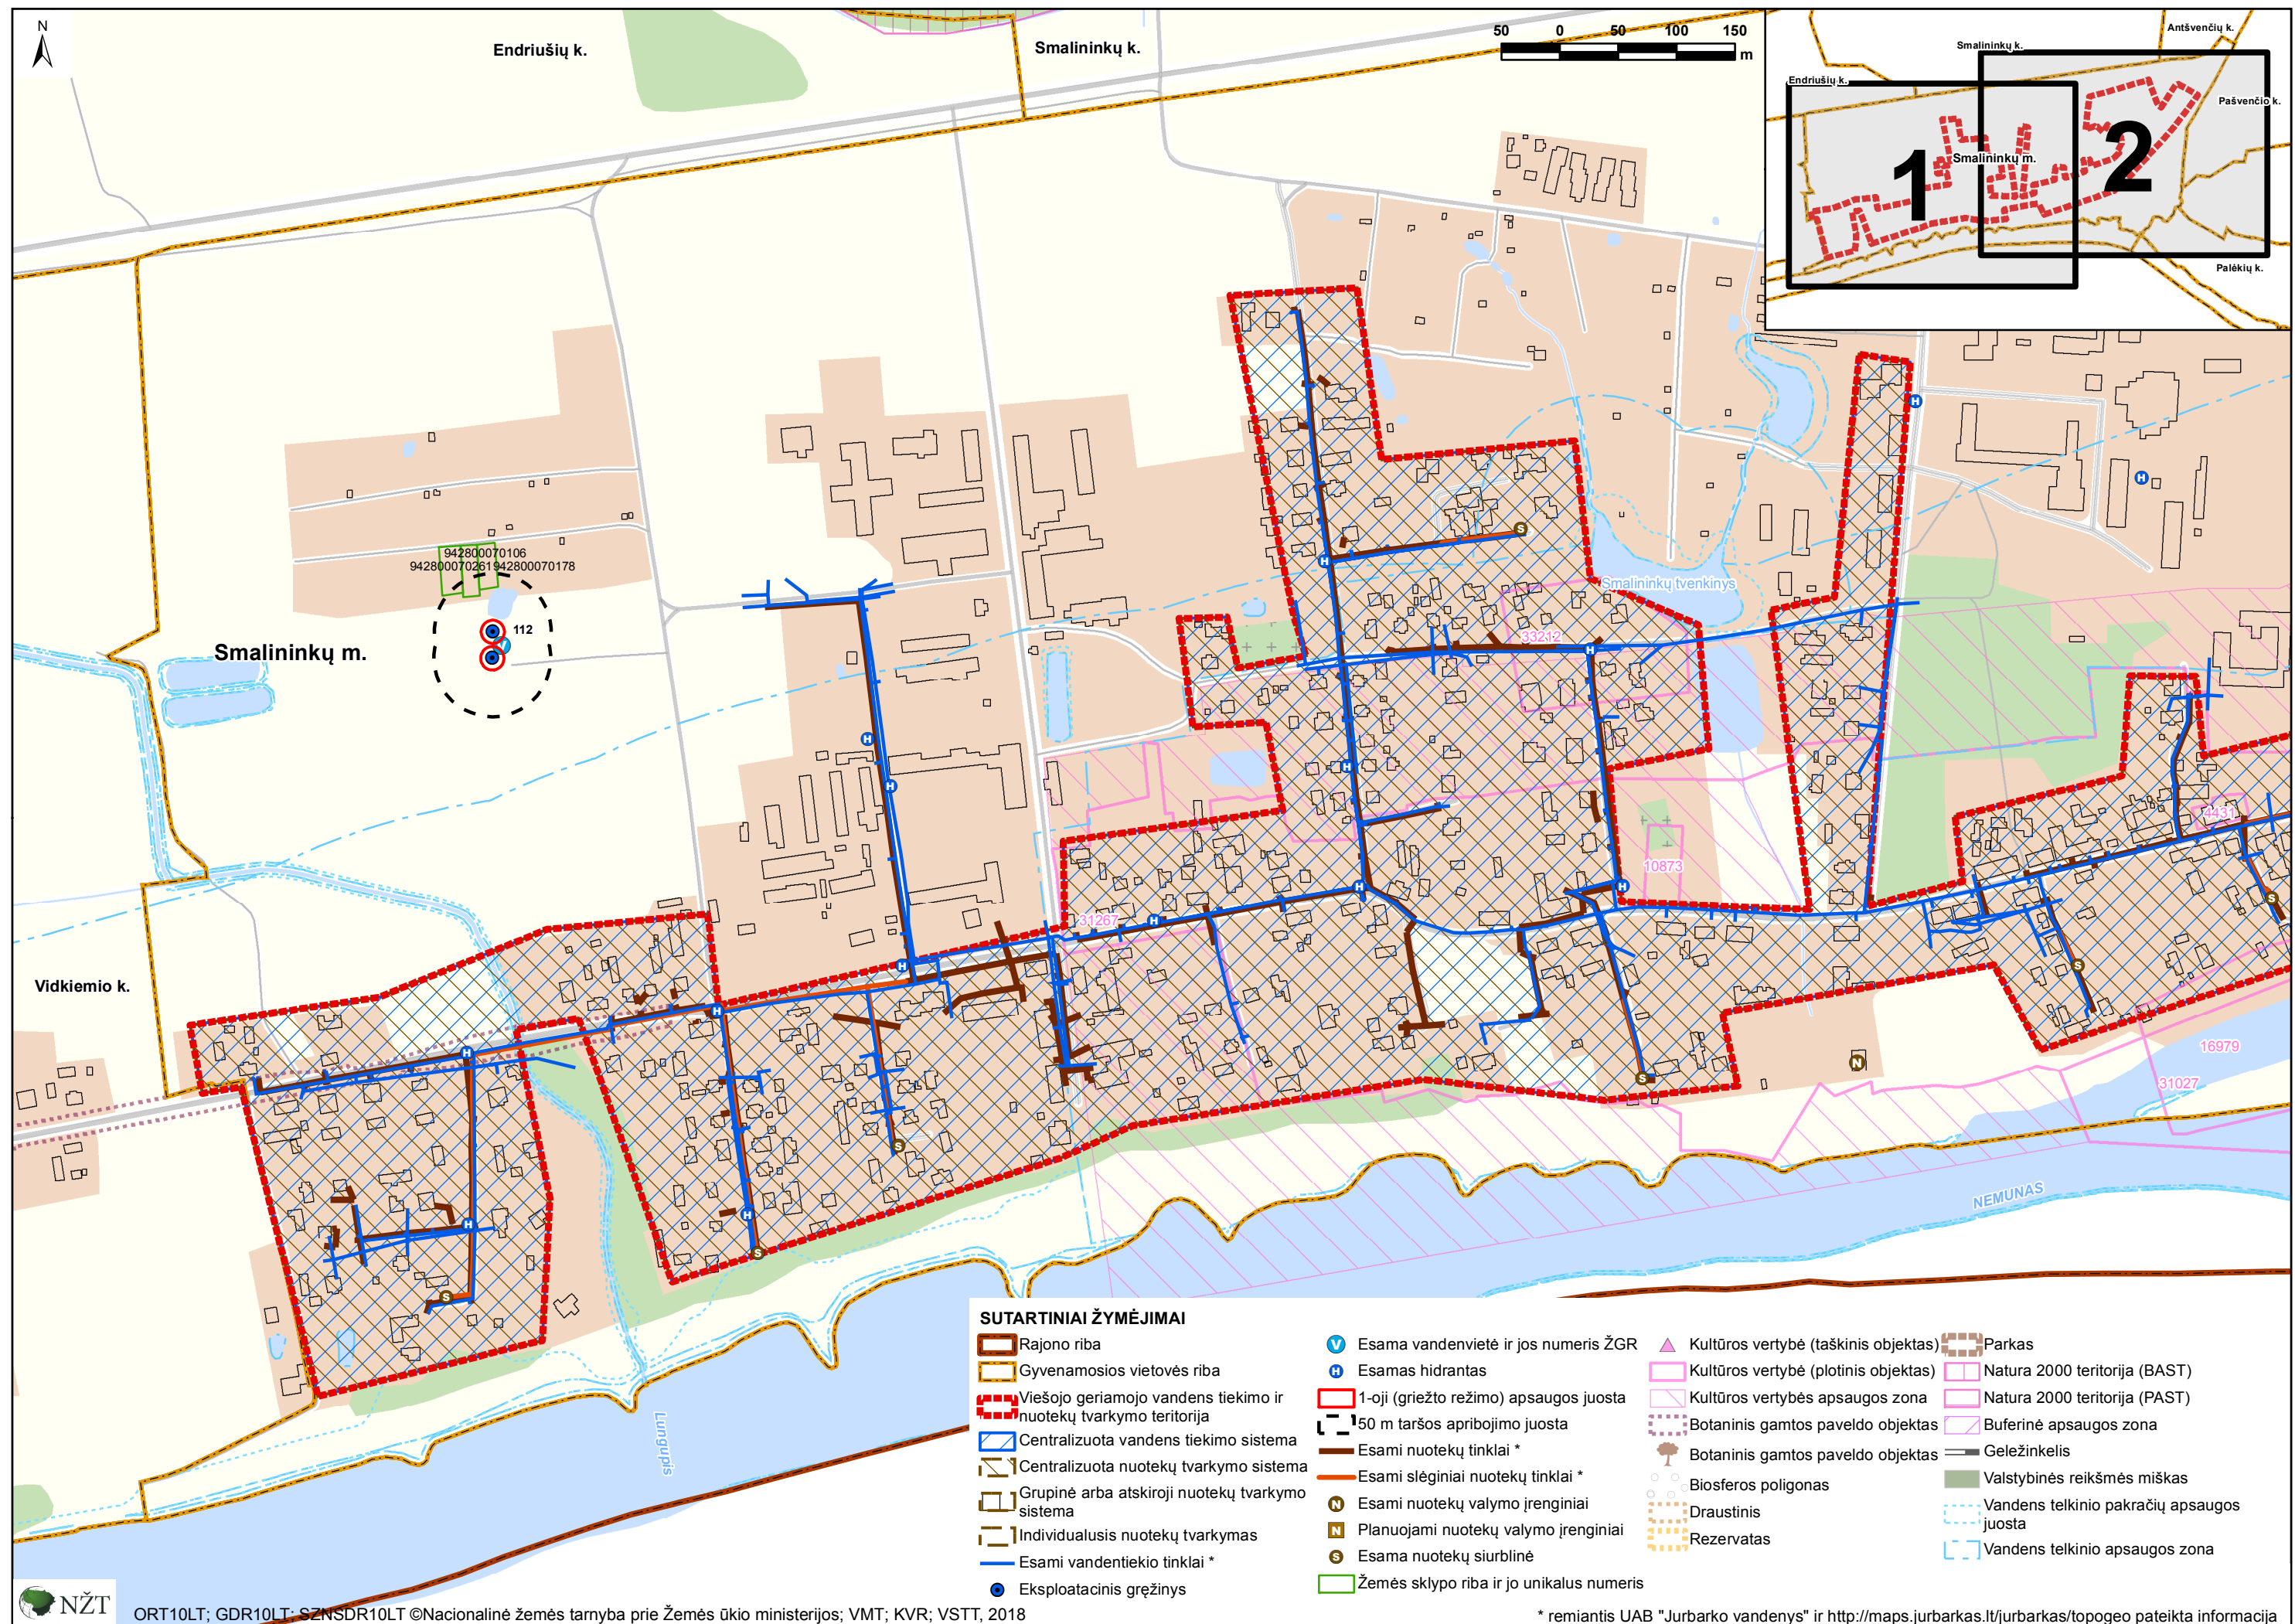 N
Endriušių k.
Smalininkų k.
50 0 50 100 150
m
Antšvenčių k.
Smalininkų k.
Endriušių k.
Pašvenčio k.
1
Smalininkų m.
2
Palėkių k.
942800070106
942800070261942800070178
112
Smalininkų m.
Smalininkų tvenkinys
33212
4431
10873
31267
Vidkiemio k.
16979
31027
NEMUNAS
Lungupis
SUTARTINIAI ŽYMĖJIMAI
Rajono riba
Gyvenamosios vietovės riba
Viešojo geriamojo vandens tiekimo ir
nuotekų tvarkymo teritorija
Centralizuota vandens tiekimo sistema
Centralizuota nuotekų tvarkymo sistema
Grupinė arba atskiroji nuotekų tvarkymo
sistema
Individualusis nuotekų tvarkymas
Esami vandentiekio tinklai *
Eksploatacinis gręžinys
V Esama vandenvietė ir jos numeris ŽGR
H Esamas hidrantas
1-oji (griežto režimo) apsaugos juosta
50 m taršos apribojimo juosta
Esami nuotekų tinklai *
Esami slėginiai nuotekų tinklai *
N Esami nuotekų valymo įrenginiai
N Planuojami nuotekų valymo įrenginiai
S Esama nuotekų siurblinė
Žemės sklypo riba ir jo unikalus numeris
Kultūros vertybė (taškinis objektas)
Kultūros vertybė (plotinis objektas)
Kultūros vertybės apsaugos zona
Botaninis gamtos paveldo objektas
Botaninis gamtos paveldo objektas
Biosferos poligonas
Draustinis
Rezervatas
Parkas
Natura 2000 teritorija (BAST)
Natura 2000 teritorija (PAST)
Buferinė apsaugos zona
Geležinkelis
Valstybinės reikšmės miškas
Vandens telkinio pakračių apsaugos
juosta
Vandens telkinio apsaugos zona
NŽT
ORT10LT; GDR10LT; SZNSDR10LT ©Nacionalinė žemės tarnyba prie Žemės ūkio ministerijos; VMT; KVR; VSTT, 2018
* remiantis UAB "Jurbarko vandenys" ir http://maps.jurbarkas.lt/jurbarkas/topogeo pateikta informacija